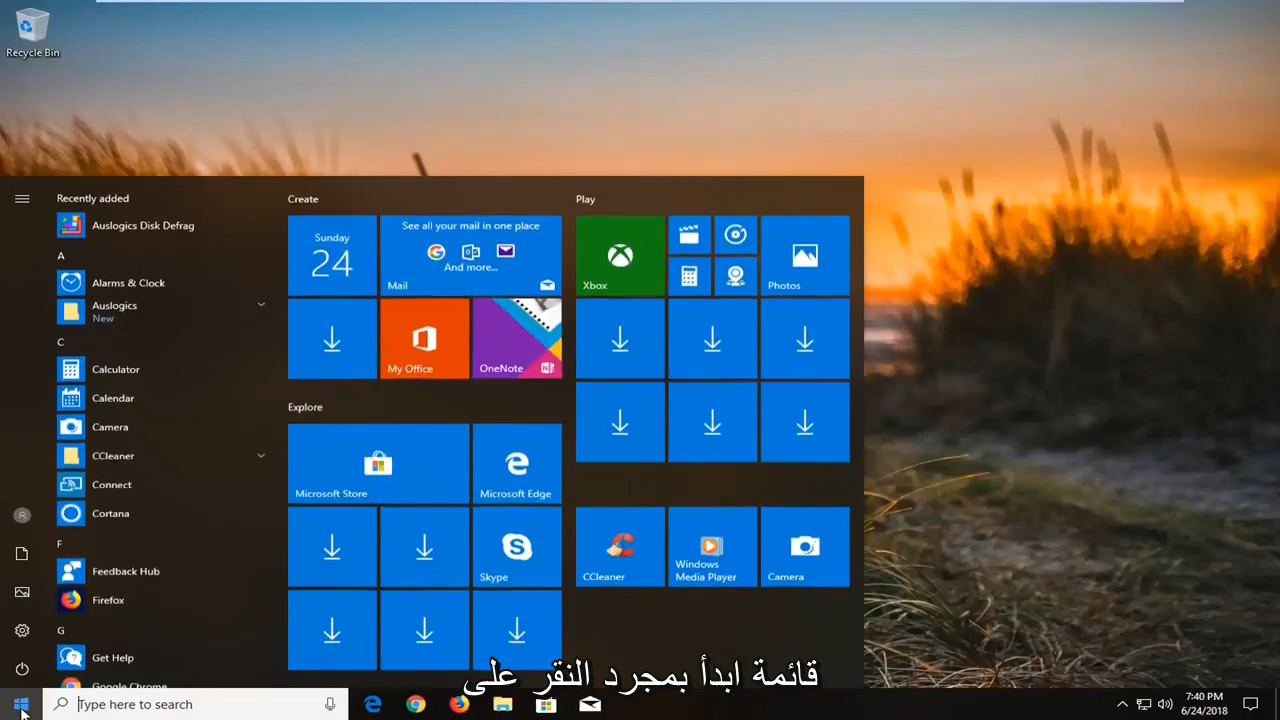 Recycle Bin
Recently added
Auslogics Disk Defrag
A
Alarms & Clock
Auslogics
New
C
Calculator
Calendar
Camera
CCleaner
Connect
Cortana
F
Feedback Hub
Firefox
G
Get Help
Google Chrome
Create
Sunday
24
See all your mail in one place
And more...
Mail
My Office
OneNote
Explore
Microsoft Store
Microsoft Edge
Skype
Play
Xbox
Photos
CCleaner
Windows
Media Player
Camera
قائمة ابدأ بمجرد النقر على
Type here to search
7:40 PM
6/24/2018